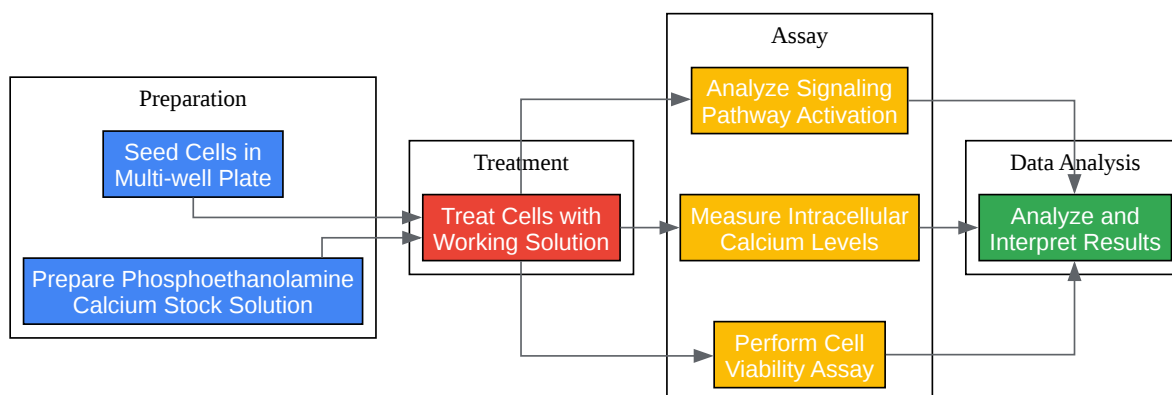 Preparation
Seed Cells in
Multi-well Plate
Prepare Phosphoethanolamine
Calcium Stock Solution
Treatment
Treat Cells with
Working Solution
Assay
Analyze Signaling
Pathway Activation
Measure Intracellular
Calcium Levels
Perform Cell
Viability Assay
Data Analysis
Analyze and
Interpret Results